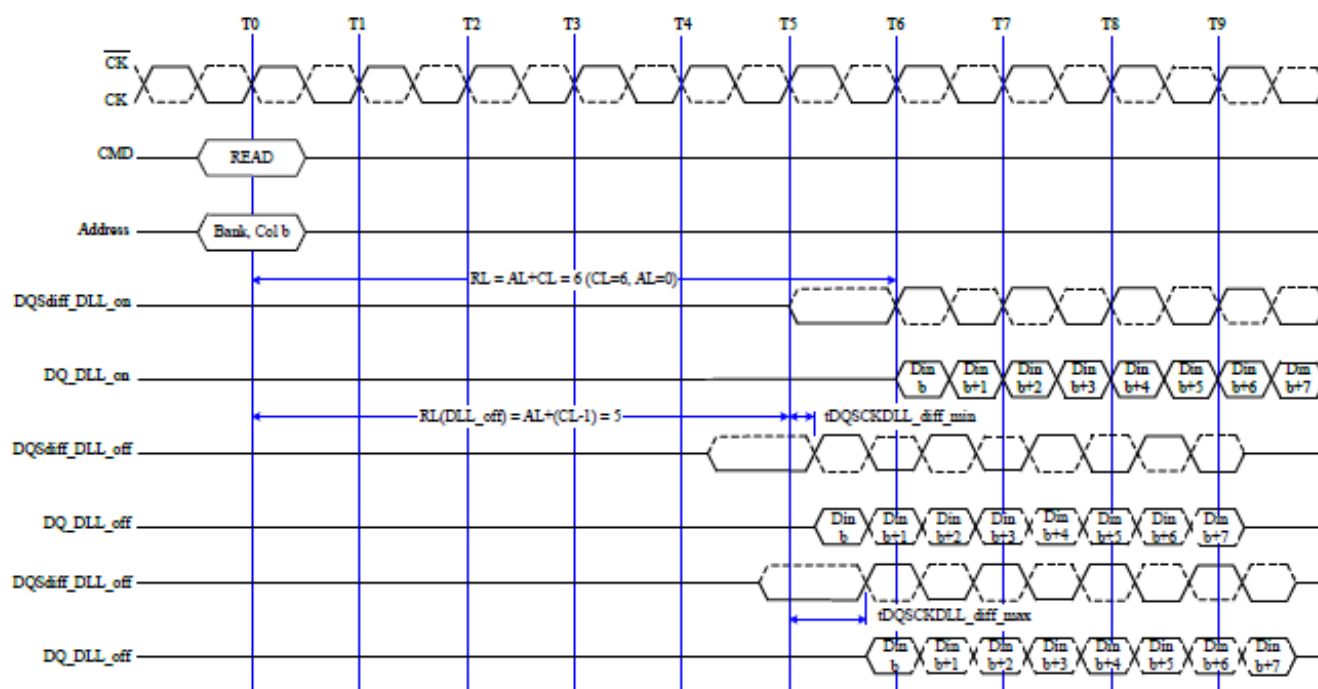 T0 T1 T2 T3 T4 T5 T6 T7 T8 T9
CK
CK
CMD READ
Address Bank, Col b
RL = AL+CL = 6 (CL=6, AL=0)
DQSdiff_DLL_on
DQ_DLL_on Din b Din b+1 Din b+2 Din b+3 Din b+4 Din b+5 Din b+6 Din b+7
RL(DLL_off) = AL+(CL-1) = 5 tDQSCKDLL_diff_min
DQSdiff_DLL_off
DQ_DLL_off Din b Din b+1 Din b+2 Din b+3 Din b+4 Din b+5 Din b+6 Din b+7
DQSdiff_DLL_off
tDQSCKDLL_diff_max
DQ_DLL_off Din b Din b+1 Din b+2 Din b+3 Din b+4 Din b+5 Din b+6 Din b+7